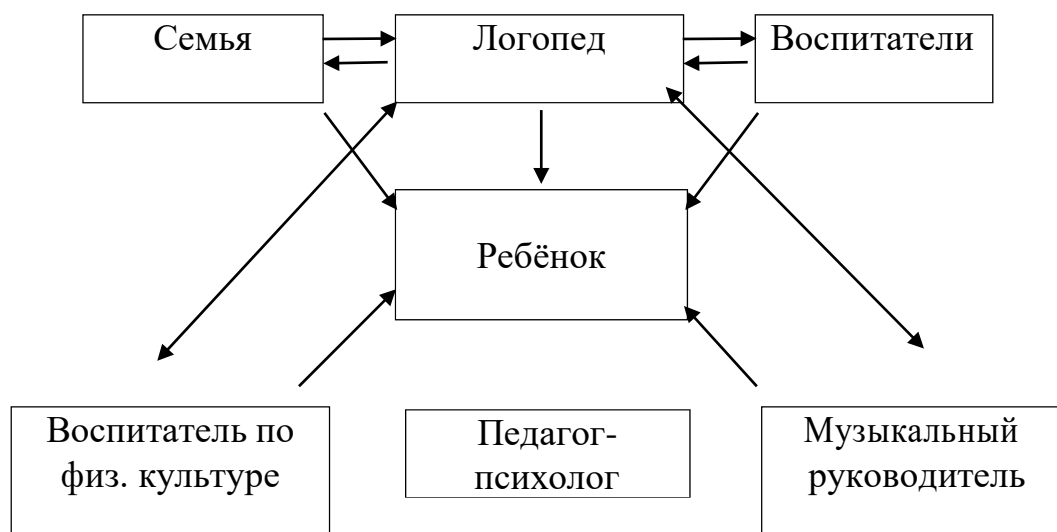 Семья
Логопед
Воспитатели
Ребёнок
Воспитатель по
физ. культуре
Педагог-
психолог
Музыкальный
руководитель